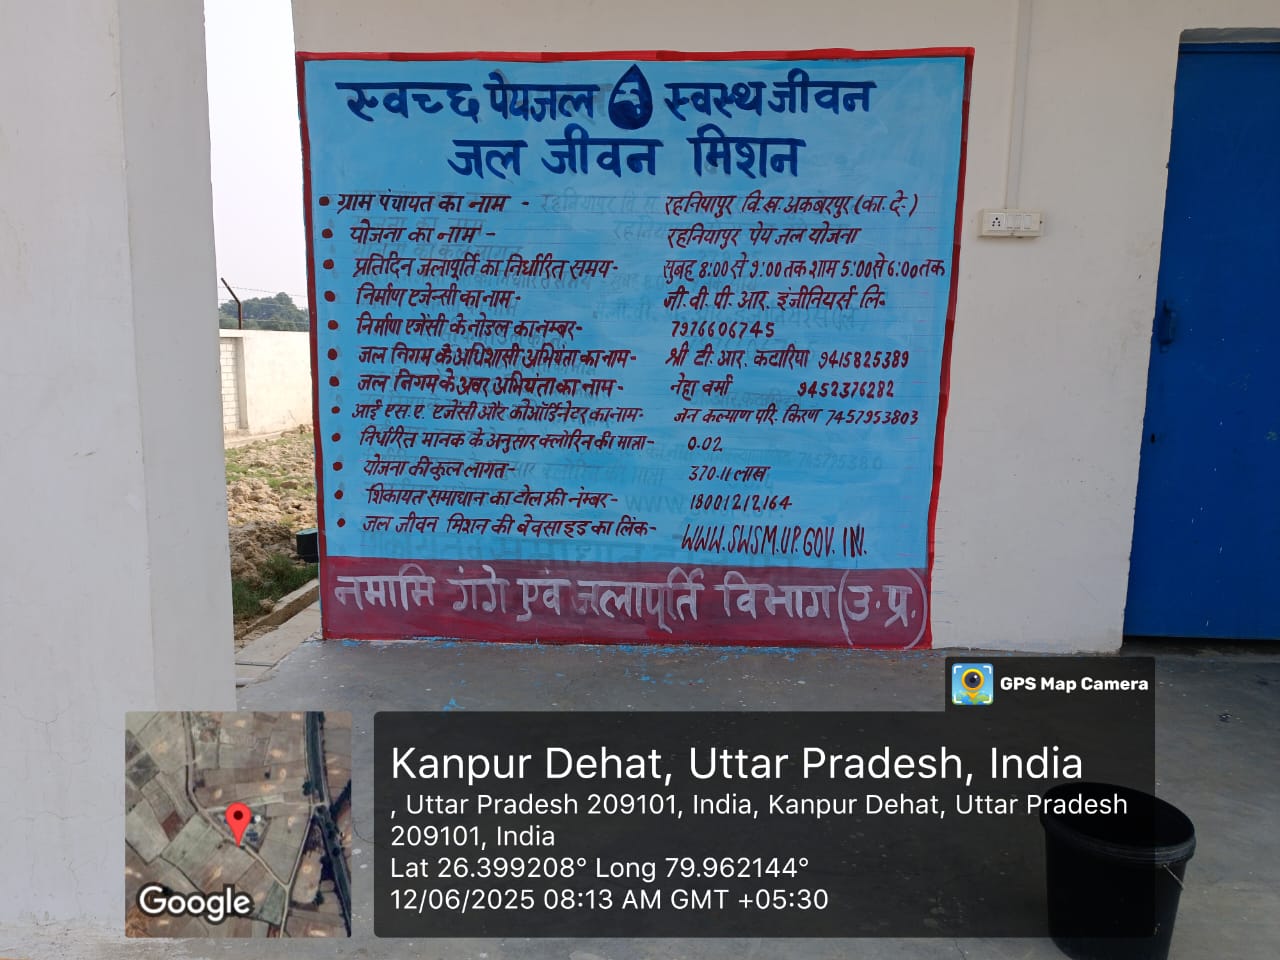 स्वच्छ पेयजल स्वस्थ जीवन
जल जीवन मिशन
• ग्राम पंचायत का नाम - रहनियापुर वि.ख. अकबेरपुर (का. दे.)
• योजना का नाम - रहनियापुर पेय जल योजना
• प्रतिदिन जलापूर्ति का निर्धारित समय- सुबह 8:00 से 9:00 तक शाम 5:00 से 6:00 तक
• निर्माण एजेन्सी का नाम- जी. वी. पी. आर. इंजीनियर्स लि-
• निर्माण एजेंसी के नोडल का नम्बर- 7976606745
• जल निगम के अधिशासी अभियंता का नाम- श्री टी. आर. कटारिया 9415825389
• जल निगम के अवर अभियंता का नाम- नेहा वर्मा 9452376282
• आई एस. ए. एजेंसी और कोऑर्डिनेटर का नाम- जन कल्याण परि. किरण 7457953803
• निर्धारित मानक के अनुसार क्लोरिन की मात्रा- 0.02
• योजना की कुल लागत- 370.11 लाख
• शिकायत समाधान का टोल फ्री नंम्बर- 18001212164
• जल जीवन मिशन की बेवसाइड का लिंक- WWW.SWSM.UP.GOV.IN.
नमामि गंगे एवं जलापूर्ति विभाग (उ. प्र.)
GPS Map Camera
Kanpur Dehat, Uttar Pradesh, India
, Uttar Pradesh 209101, India, Kanpur Dehat, Uttar Pradesh
209101, India
Lat 26.399208° Long 79.962144°
12/06/2025 08:13 AM GMT +05:30
Google